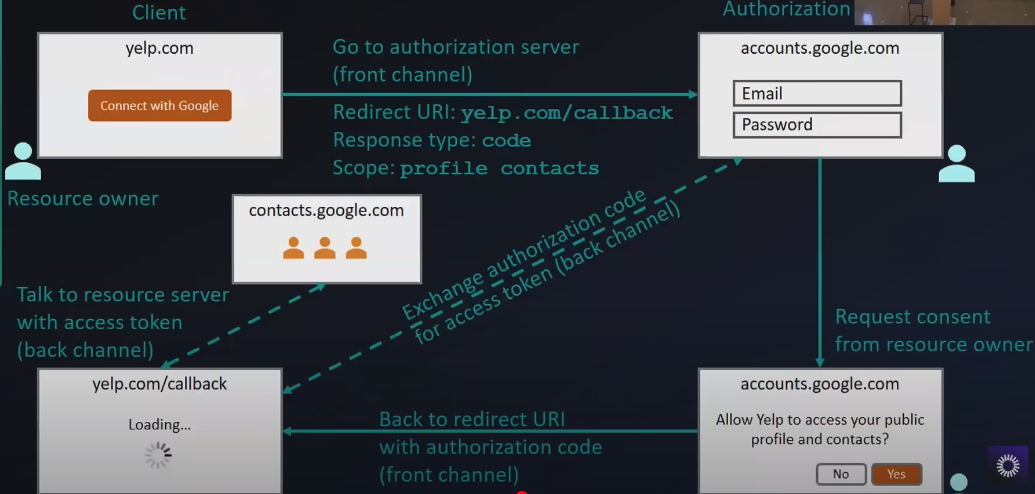 Client
Authorization
yelp.com
Connect with Google
Go to authorization server
(front channel)
Redirect URI: yelp.com/callback
Response type: code
Scope: profile contacts
accounts.google.com
Email
Password
Resource owner
contacts.google.com
Exchange authorization code
for access token (back channel)
Talk to resource server
with access token
(back channel)
Request consent
from resource owner
yelp.com/callback
Loading...
Back to redirect URI
with authorization code
(front channel)
accounts.google.com
Allow Yelp to access your public
profile and contacts?
No
Yes